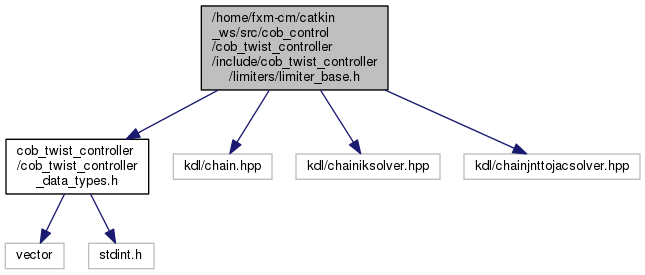 /home/fxm-cm/catkin
_ws/src/cob_control
/cob_twist_controller
/include/cob_twist_controller
/limiters/limiter_base.h
cob_twist_controller
/cob_twist_controller
_data_types.h
kdl/chain.hpp
kdl/chainiksolver.hpp
kdl/chainjnttojacsolver.hpp
vector
stdint.h